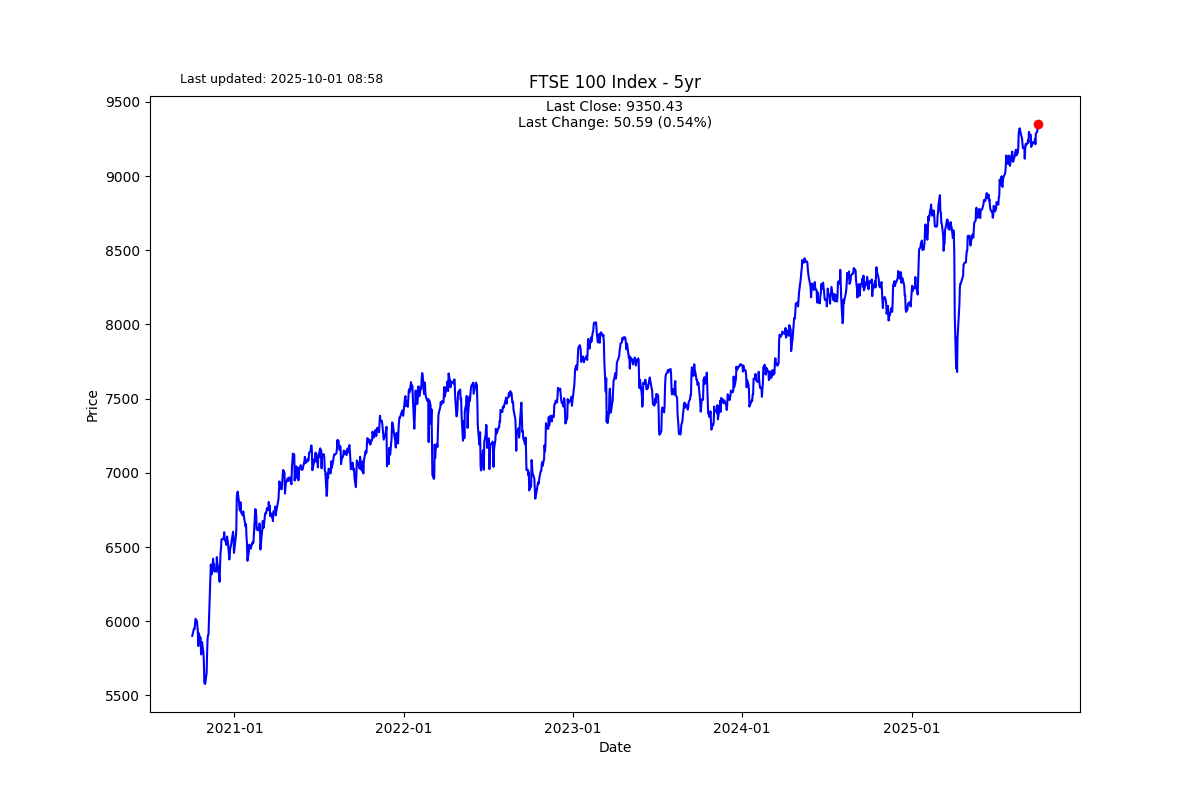 Last updated: 2025-10-01 08:58
FTSE 100 Index - 5yr
Last Close: 9350.43
Last Change: 50.59 (0.54%)
9500
9000
8500
8000
7500
7000
6500
6000
5500
Price
2021-01
2022-01
2023-01
2024-01
2025-01
Date